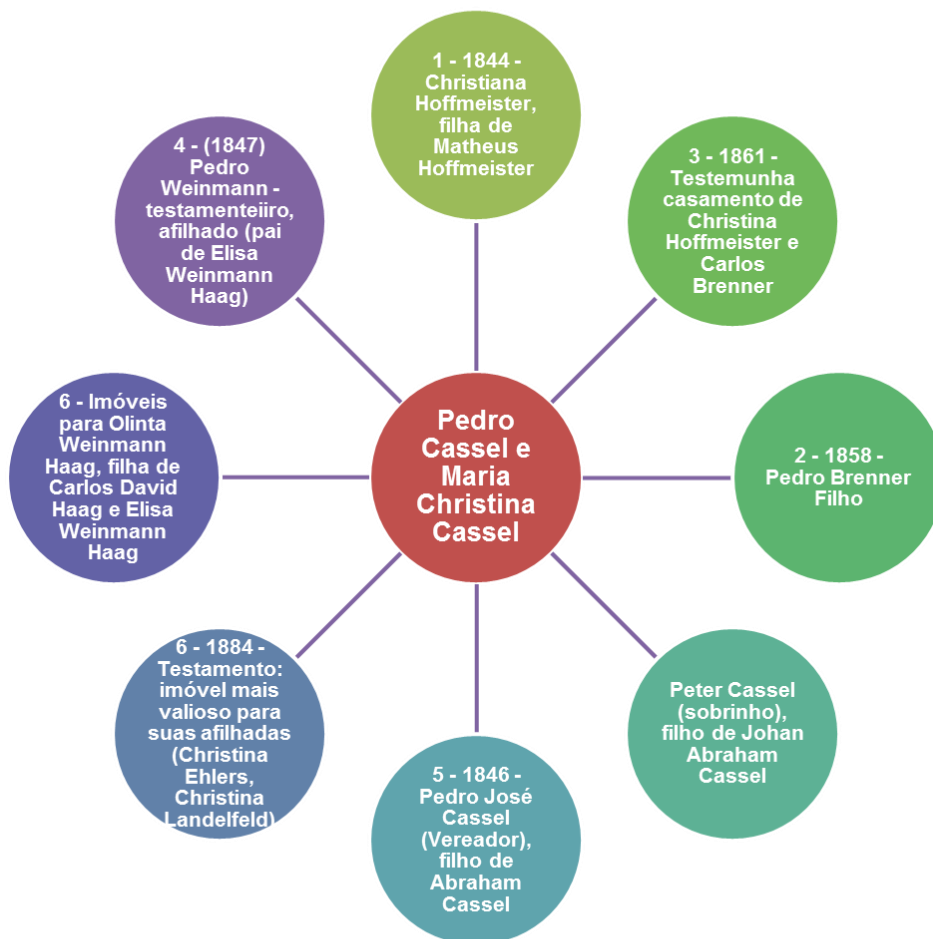 1 - 1844 -
Christiana
Hoffmeister,
filha de
Matheus
Hoffmeister
3 - 1861 -
Testemunha
casamento de
Christina
Hoffmeister e
Carlos
Brenner
2 - 1858 -
Pedro Brenner
Filho
Peter Cassel
(sobrinho),
filho de Johan
Abraham
Cassel
5 - 1846 -
Pedro José
Cassel
(Vereador),
filho de
Abraham
Cassel
6 - 1884 -
Testamento:
imóvel mais
valioso para
suas afilhadas
(Christina
Ehlers,
Christina
Landelfeld)
6 - Imóveis
para Olinta
Weinmann
Haag, filha de
Carlos David
Haag e Elisa
Weinmann
Haag
4 - (1847)
Pedro
Weinmann -
testamenteiiro,
afilhado (pai
de Elisa
Weinmann
Haag)
Pedro
Cassel e
Maria
Christina
Cassel